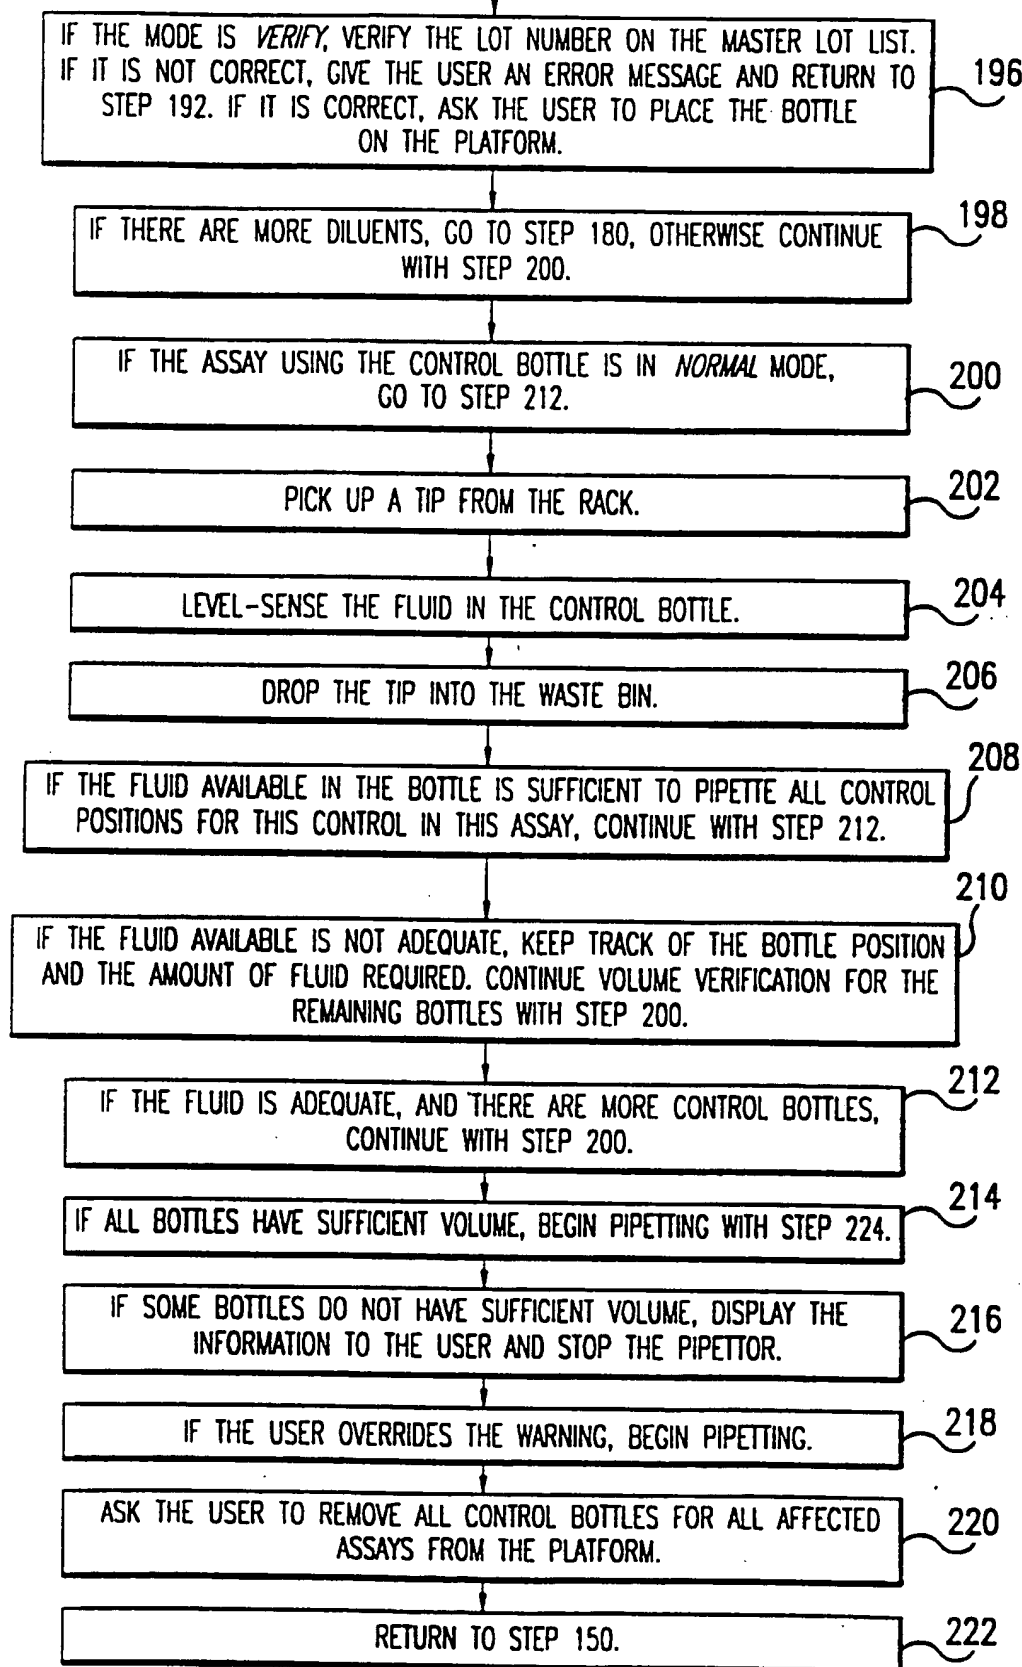 IF THE MODE IS VERIFY, VERIFY THE LOT NUMBER ON THE MASTER LOT LIST.
IF IT IS NOT CORRECT, GIVE THE USER AN ERROR MESSAGE AND RETURN TO
STEP 192. IF IT IS CORRECT, ASK THE USER TO PLACE THE BOTTLE
ON THE PLATFORM.
196
IF THERE ARE MORE DILUENTS, GO TO STEP 180, OTHERWISE CONTINUE
WITH STEP 200.
198
IF THE ASSAY USING THE CONTROL BOTTLE IS IN NORMAL MODE,
GO TO STEP 212.
200
PICK UP A TIP FROM THE RACK.
202
LEVEL-SENSE THE FLUID IN THE CONTROL BOTTLE.
204
DROP THE TIP INTO THE WASTE BIN.
206
IF THE FLUID AVAILABLE IN THE BOTTLE IS SUFFICIENT TO PIPETTE ALL CONTROL
POSITIONS FOR THIS CONTROL IN THIS ASSAY, CONTINUE WITH STEP 212.
208
IF THE FLUID AVAILABLE IS NOT ADEQUATE, KEEP TRACK OF THE BOTTLE POSITION
AND THE AMOUNT OF FLUID REQUIRED. CONTINUE VOLUME VERIFICATION FOR THE
REMAINING BOTTLES WITH STEP 200.
210
IF THE FLUID IS ADEQUATE, AND THERE ARE MORE CONTROL BOTTLES,
CONTINUE WITH STEP 200.
212
IF ALL BOTTLES HAVE SUFFICIENT VOLUME, BEGIN PIPETTING WITH STEP 224.
214
IF SOME BOTTLES DO NOT HAVE SUFFICIENT VOLUME, DISPLAY THE
INFORMATION TO THE USER AND STOP THE PIPETTOR.
216
IF THE USER OVERRIDES THE WARNING, BEGIN PIPETTING.
218
ASK THE USER TO REMOVE ALL CONTROL BOTTLES FOR ALL AFFECTED
ASSAYS FROM THE PLATFORM.
220
RETURN TO STEP 150.
222